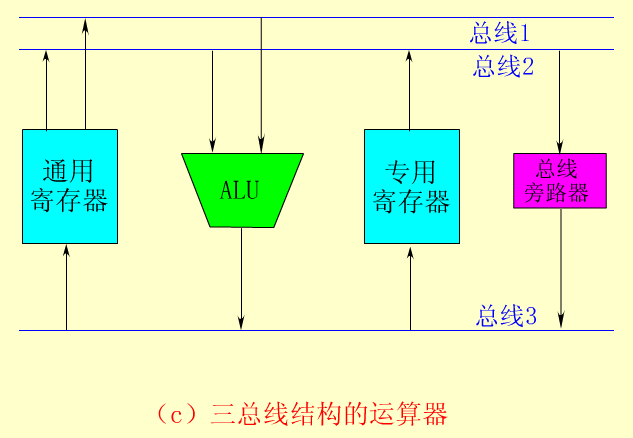 总线1
总线2
通用
寄存器
ALU
专用
寄存器
总线
旁路器
总线3
（c）三总线结构的运算器